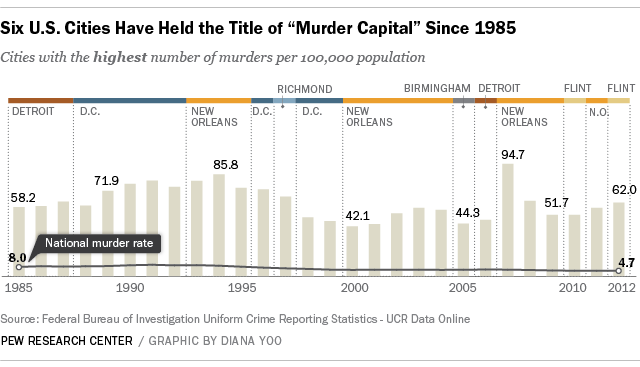 Six U.S. Cities Have Held the Title of “Murder Capital” Since 1985
Cities with the highest number of murders per 100,000 population
RICHMOND
BIRMINGHAM
DETROIT
FLINT
FLINT
DETROIT
D.C.
NEW
ORLEANS
D.C.
D.C.
NEW
ORLEANS
NEW
ORLEANS
N.O.
58.2
71.9
85.8
42.1
44.3
94.7
51.7
62.0
National murder rate
8.0
4.7
1985
1990
1995
2000
2005
2010
2012
Source: Federal Bureau of Investigation Uniform Crime Reporting Statistics - UCR Data Online
PEW RESEARCH CENTER / GRAPHIC BY DIANA YOO